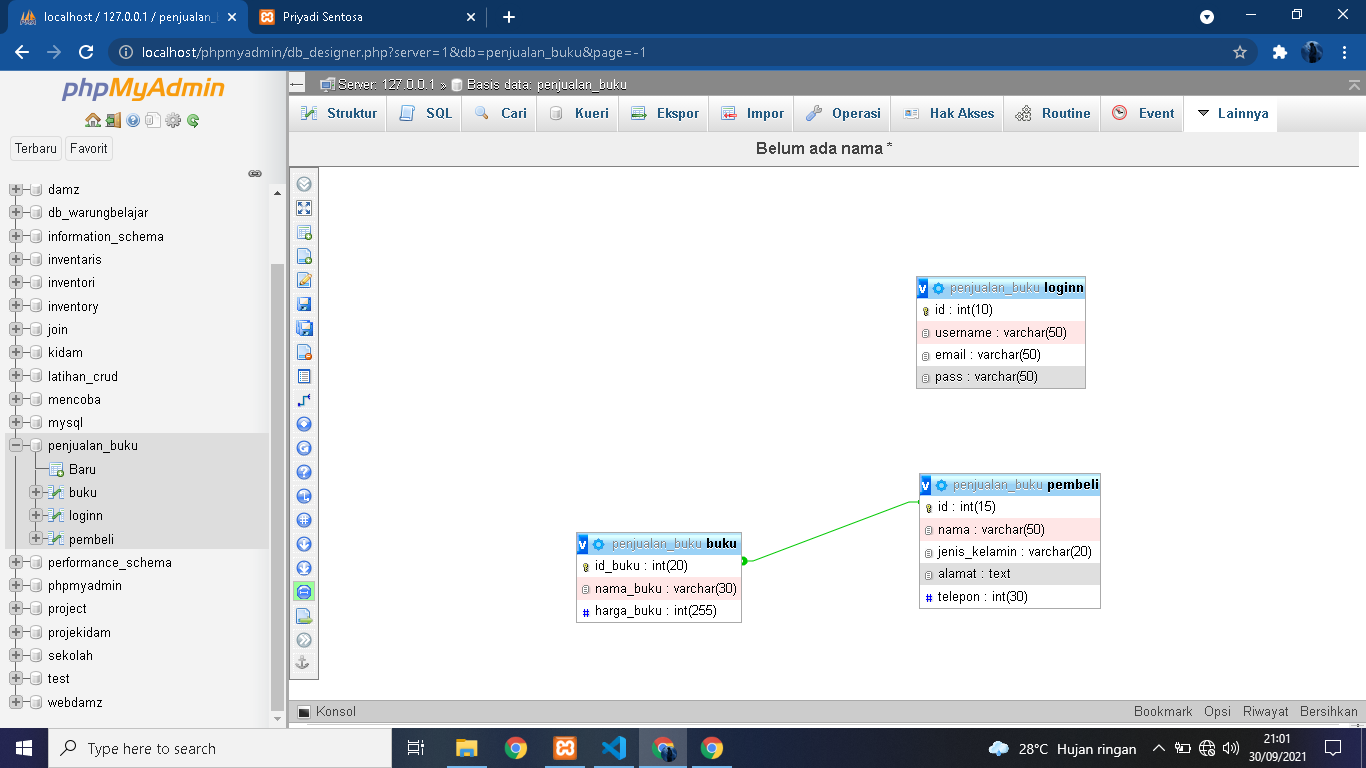 localhost / 127.0.0.1 / penjualan_
Priyadi Sentosa
localhost/phpmyadmin/db_designer.php?server=1&db=penjualan_buku&page=-1
phpMyAdmin
Terbaru
Favorit
damz
db_warungbelajar
information_schema
inventaris
inventori
inventory
join
kidam
latihan_crud
mencoba
mysql
penjualan_buku
Baru
buku
loginn
pembeli
performance_schema
phpmyadmin
project
projekidam
sekolah
test
webdamz
Server: 127.0.0.1 » Basis data: penjualan_buku
Struktur
SQL
Cari
Kueri
Ekspor
Impor
Operasi
Hak Akses
Routine
Event
Lainnya
Belum ada nama *
v penjualan_buku loginn
id : int(10)
username : varchar(50)
email : varchar(50)
pass : varchar(50)
v penjualan_buku pembeli
id : int(15)
nama : varchar(50)
jenis_kelamin : varchar(20)
alamat : text
# telepon : int(30)
v penjualan_buku buku
id_buku : int(20)
nama_buku : varchar(30)
# harga_buku : int(255)
Konsol
Bookmark Opsi Riwayat Bersihkan
Type here to search
28°C Hujan ringan
21:01
30/09/2021